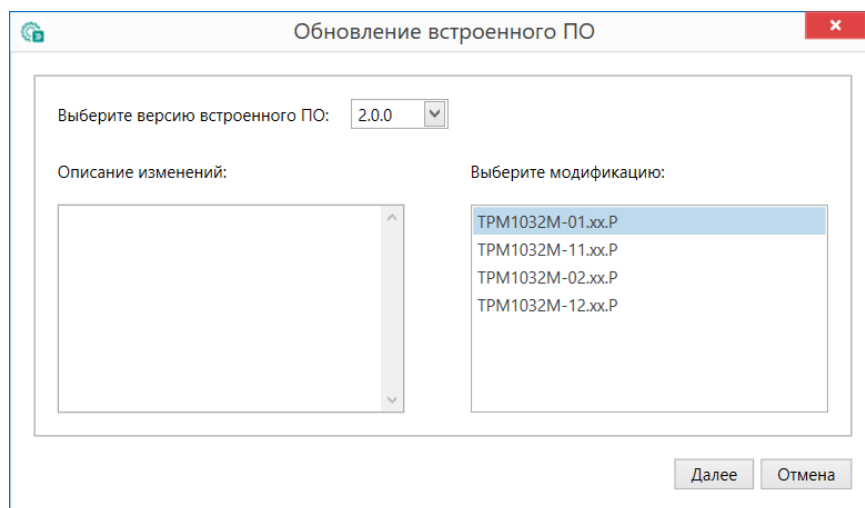 Обновление встроенного ПО
Выберите версию встроенного ПО: 2.0.0
Описание изменений:
Выберите модификацию:
ТРМ1032М-01.хх.Р
ТРМ1032М-11.хх.Р
ТРМ1032М-02.хх.Р
ТРМ1032М-12.хх.Р
Далее Отмена